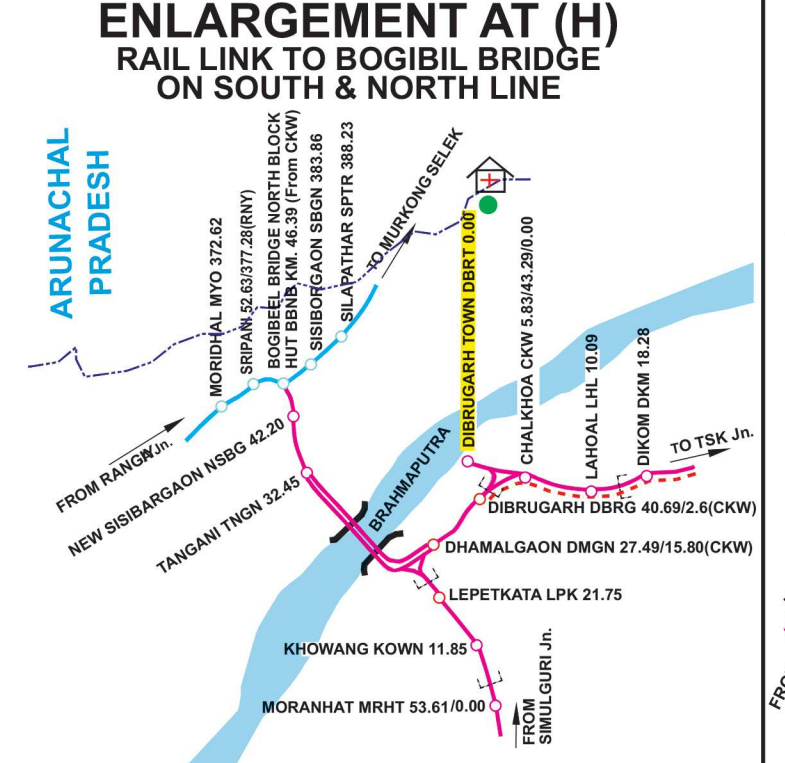 ENLARGEMENT AT (H)
RAIL LINK TO BOGIBIL BRIDGE
ON SOUTH & NORTH LINE
ARUNACHAL
PRADESH
MORIDHAL MYO 372.62
SRIPANI 52.63/377.28(RNY)
BOGIBEEL BRIDGE NORTH BLOCK
HUT BBNB KM. 46.39 (From CKW)
SISIBORGAON SBGN 383.86
SILAPATHAR SPTR 388.23
TO MURKONG SELEK
DIBRUGARH TOWN DBRT 0.00
CHALKHOA CKW 5.83/43.29/0.00
LAHOAL LHL 10.09
DIKOM DKM 18.28
TO TSK Jn.
FROM RANGIYA Jn.
NEW SISIBARGAON NSBG 42.20
TANGANI TNGN 32.45
BRAHMAPUTRA
DIBRUGARH DBRG 40.69/2.6(CKW)
DHAMALGAON DMGN 27.49/15.80(CKW)
LEPETKATA LPK 21.75
KHOWANG KOWN 11.85
MORANHAT MRHT 53.61/0.00
FROM
SIMULGURI Jn.